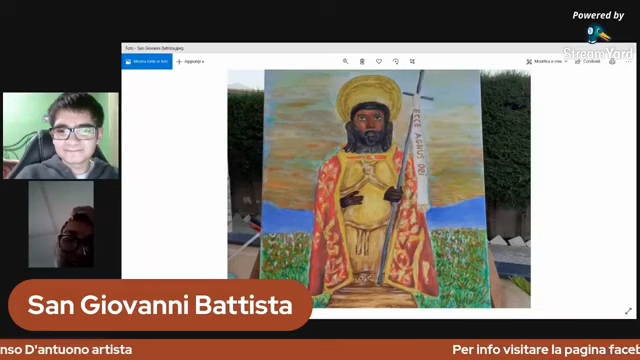 Powered by
StreamYard
Foto - San Giovanni Battista.jpeg
Mostra tutte le foto
Aggiungi a
Modifica e crea
Condividi
ECCE AGNUS DEI
San Giovanni Battista
nso D'antuono artista
Per info visitare la pagina faceb